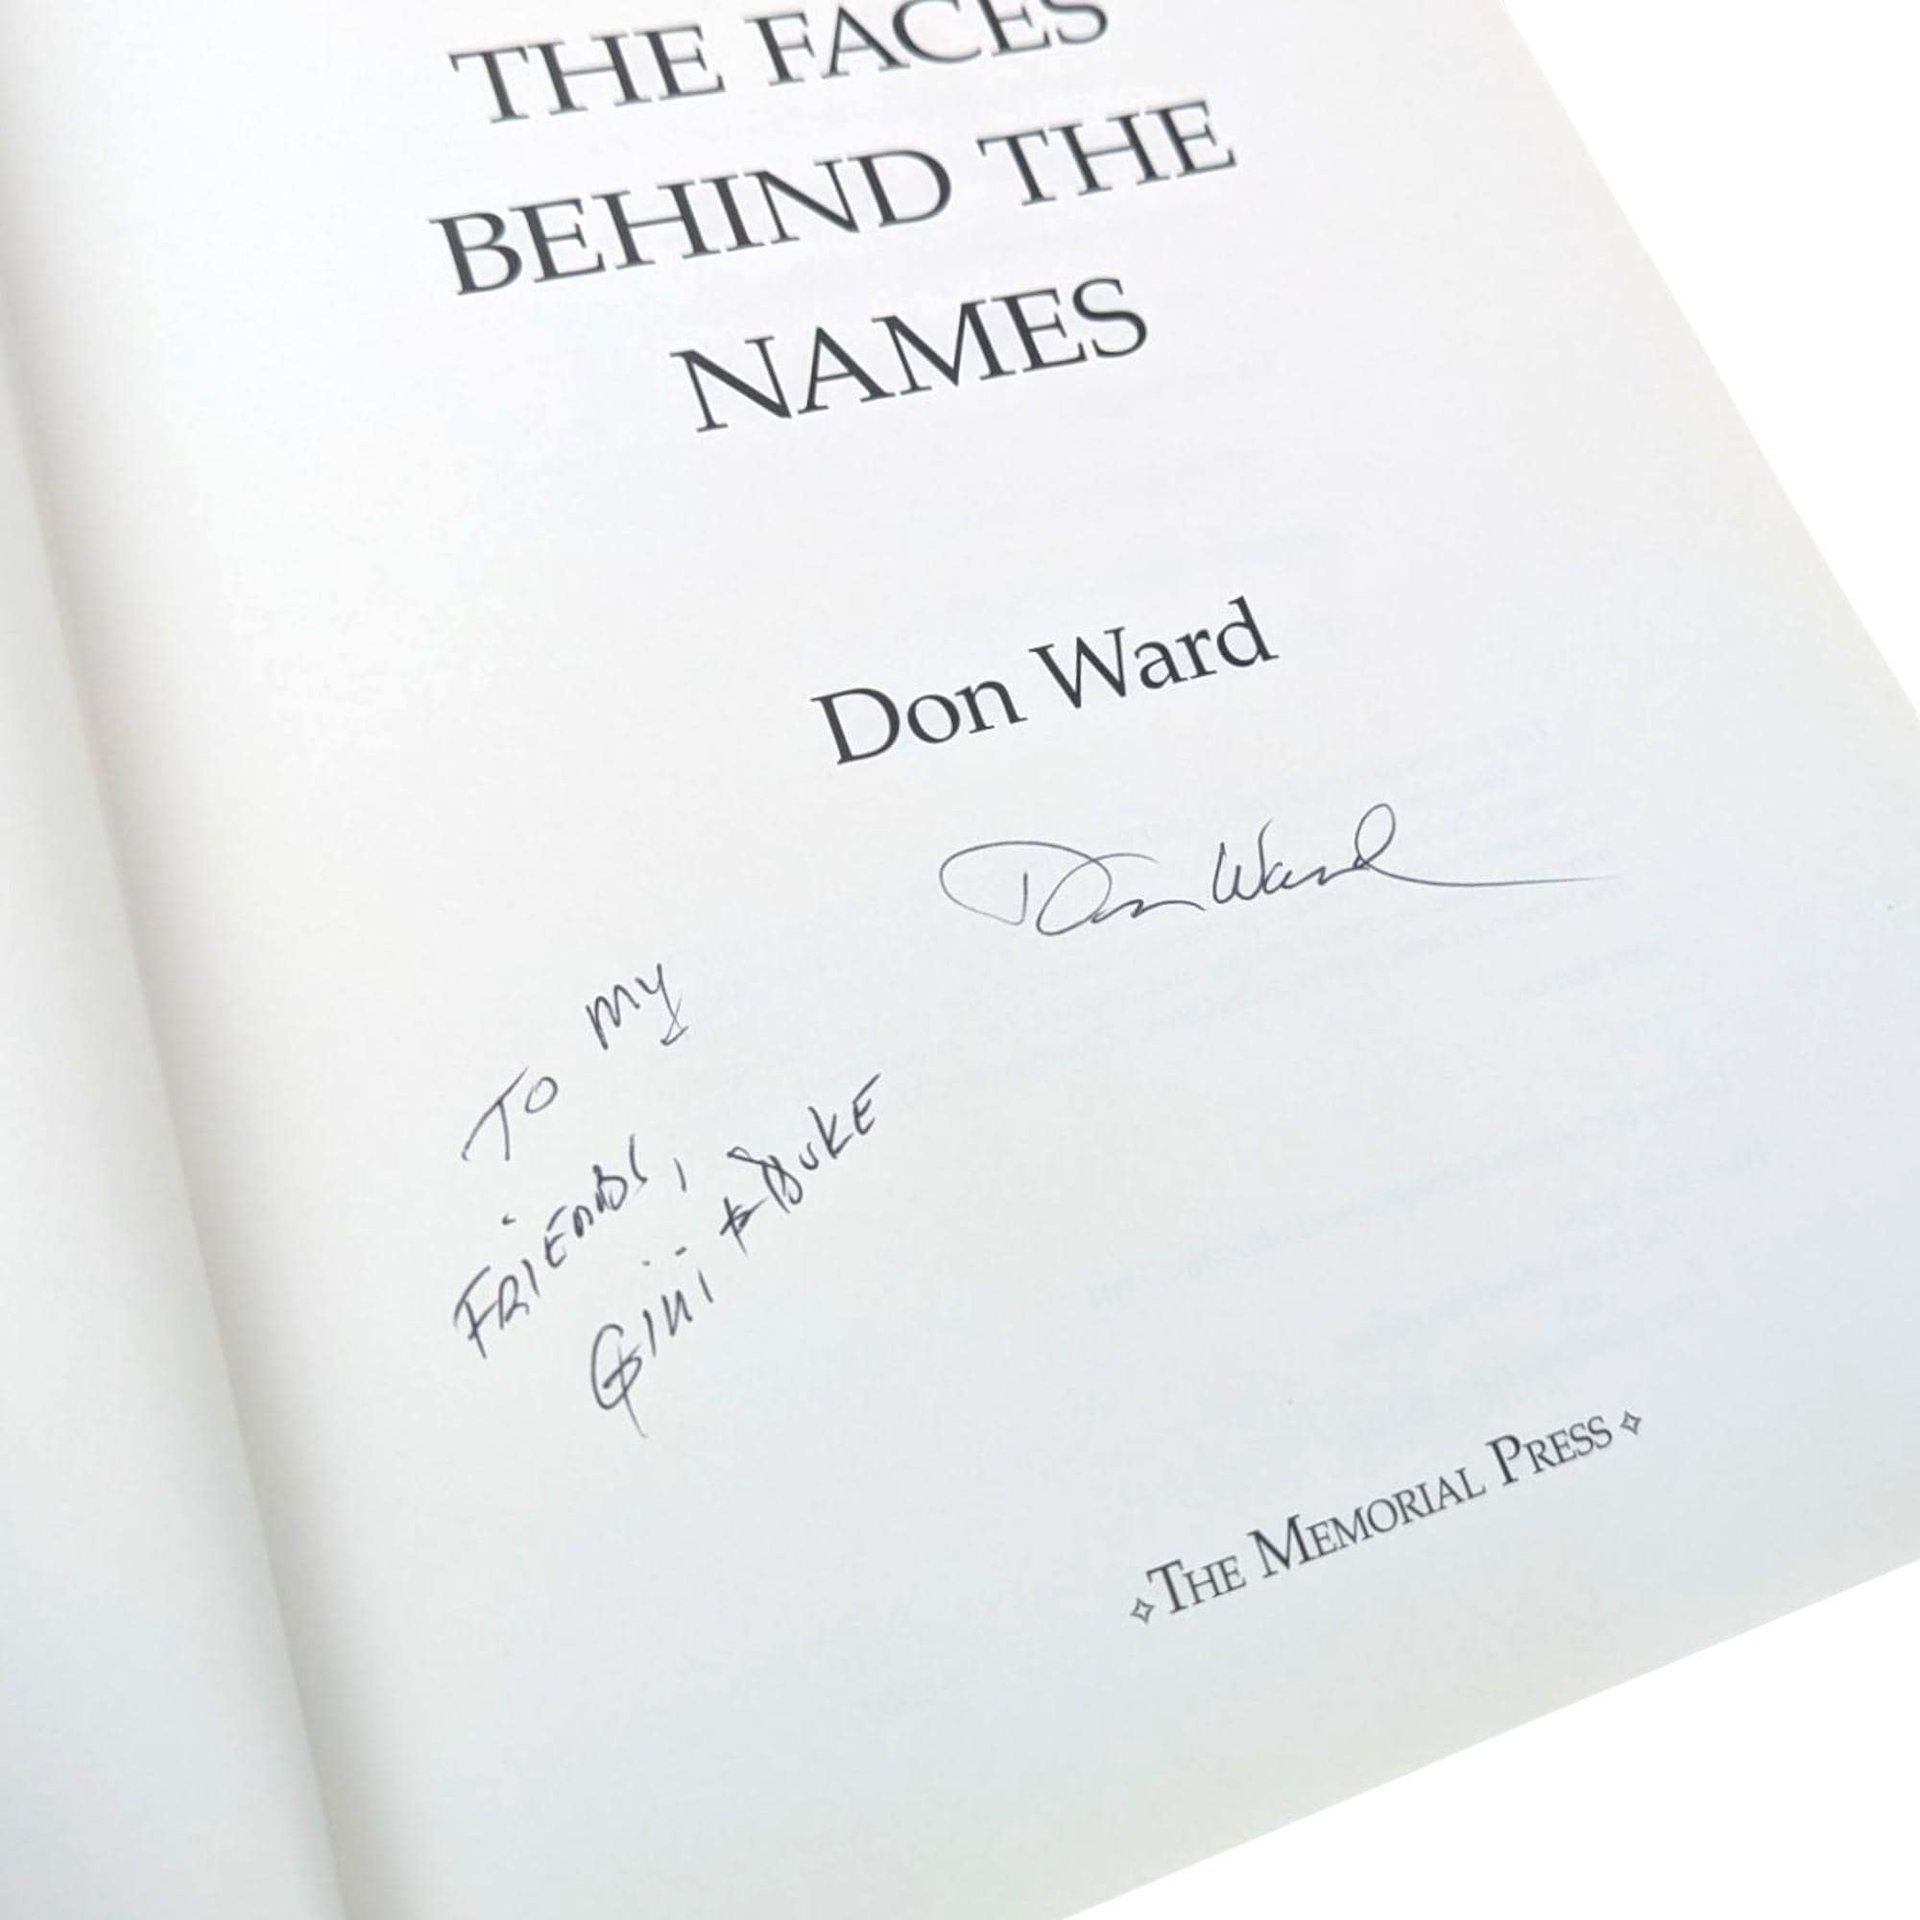 THE FACES
BEHIND THE
NAMES
Don Ward
Don Ward
TO MY
FRIENDS,
GINI & DUKE
✧THE MEMORIAL PRESS✧